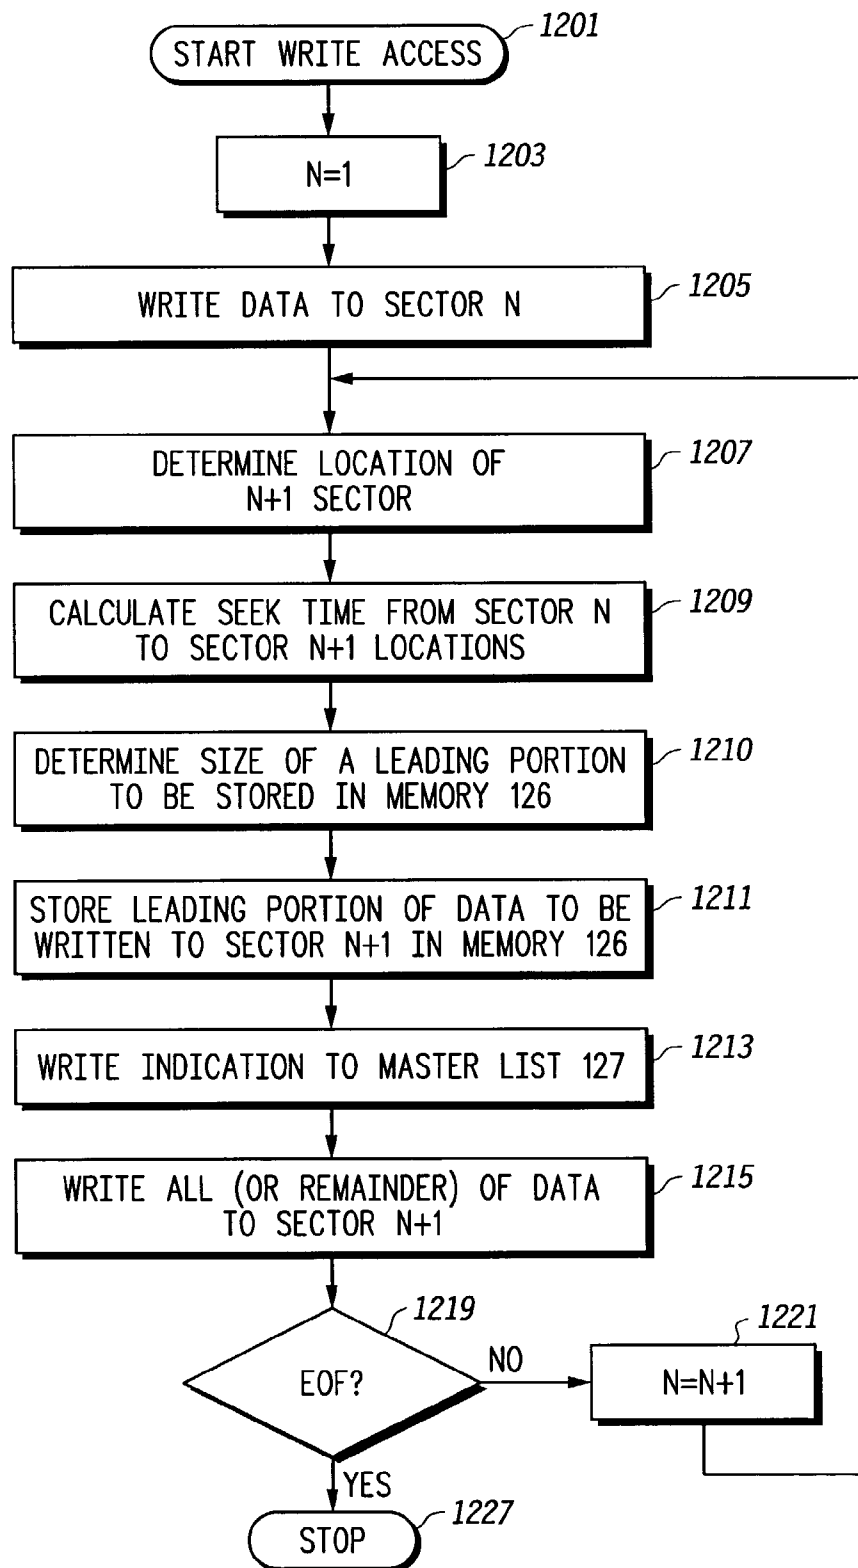 1201
START WRITE ACCESS
1203
N=1
1205
WRITE DATA TO SECTOR N
1207
DETERMINE LOCATION OF
N+1 SECTOR
1209
CALCULATE SEEK TIME FROM SECTOR N
TO SECTOR N+1 LOCATIONS
1210
DETERMINE SIZE OF A LEADING PORTION
TO BE STORED IN MEMORY 126
1211
STORE LEADING PORTION OF DATA TO BE
WRITTEN TO SECTOR N+1 IN MEMORY 126
1213
WRITE INDICATION TO MASTER LIST 127
1215
WRITE ALL (OR REMAINDER) OF DATA
TO SECTOR N+1
1219
EOF?
NO
1221
N=N+1
YES
1227
STOP